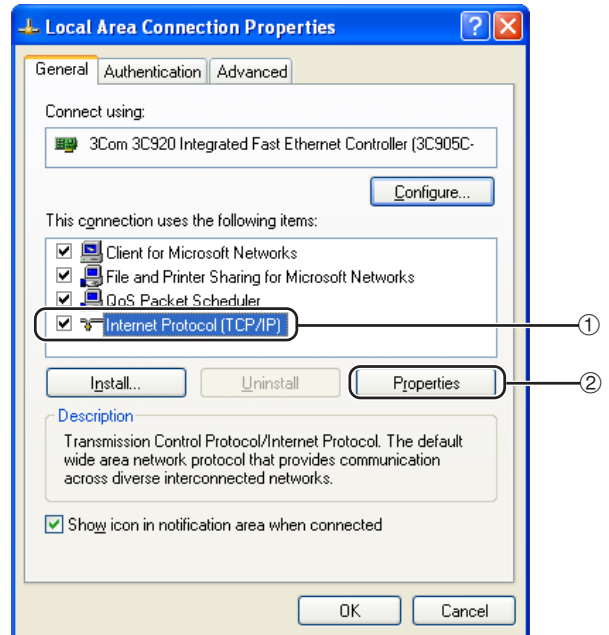 Local Area Connection Properties
General Authentication Advanced
Connect using:
3Com 3C920 Integrated Fast Ethernet Controller (3C905C-
Configure...
This connection uses the following items:
Client for Microsoft Networks
File and Printer Sharing for Microsoft Networks
QoS Packet Scheduler
Internet Protocol (TCP/IP)
①
Install... Uninstall Properties
②
Description
Transmission Control Protocol/Internet Protocol. The default
wide area network protocol that provides communication
across diverse interconnected networks.
Show icon in notification area when connected
OK Cancel